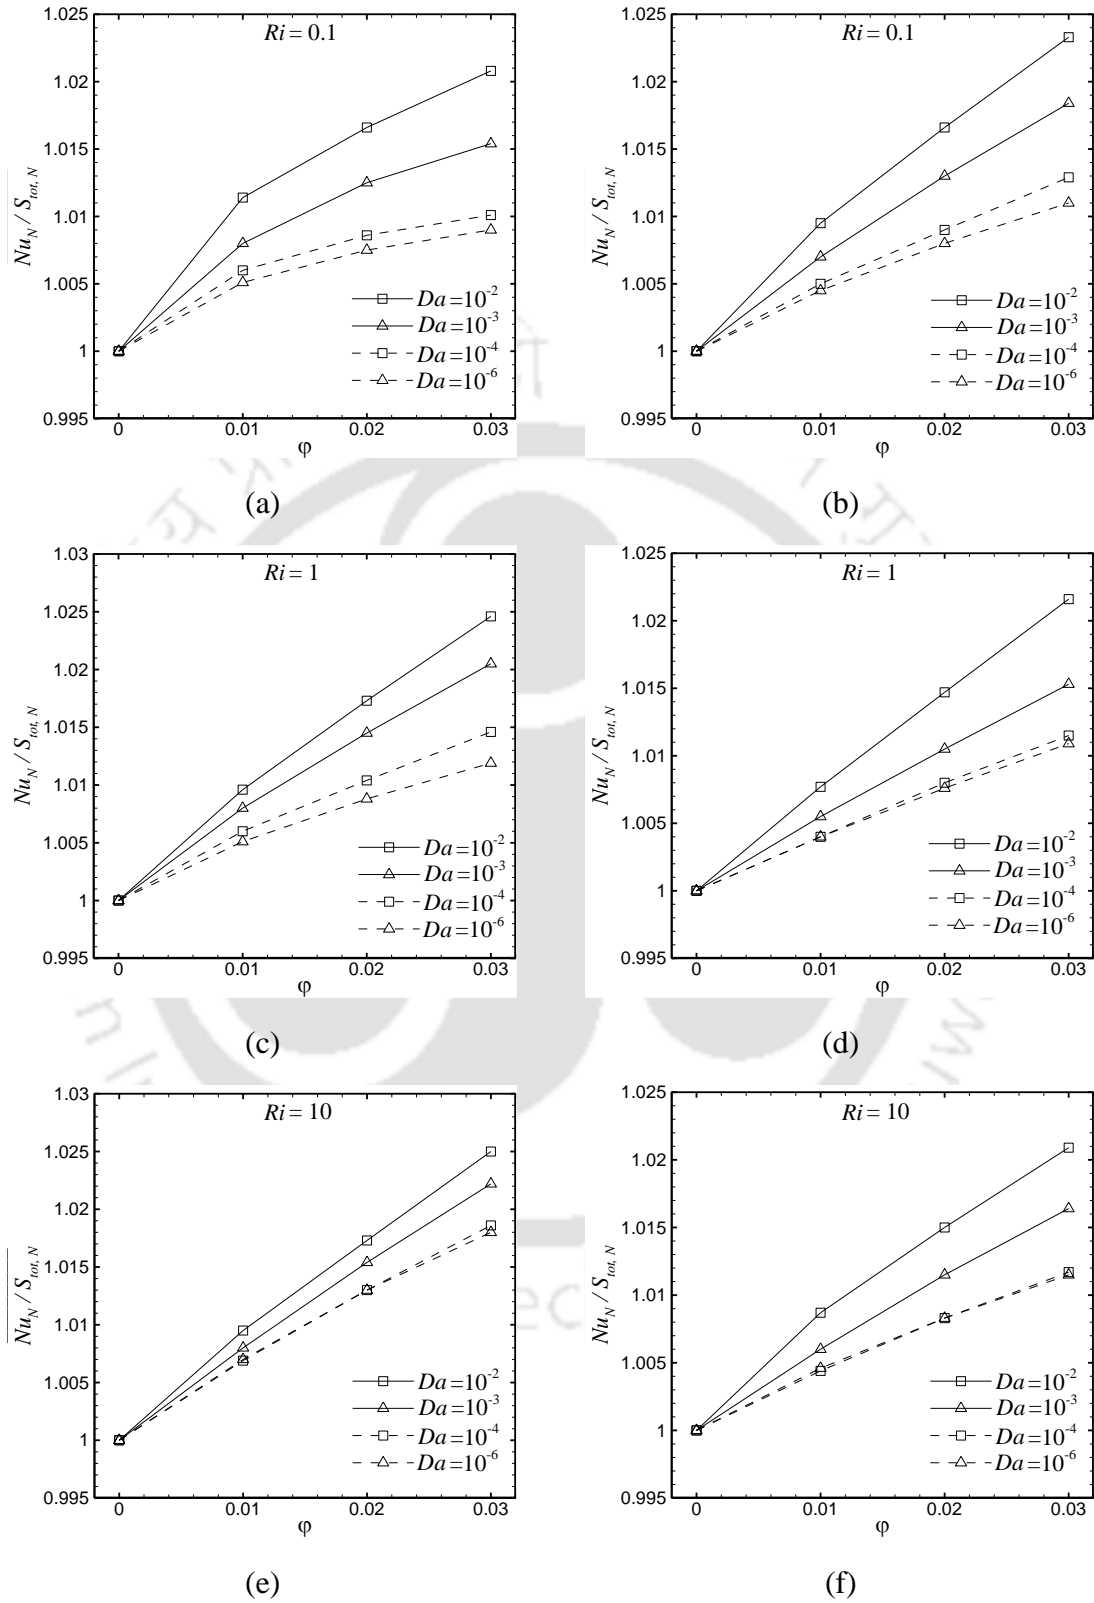 Ri = 0.1
Nu_N / S_tot, N
1.025
1.02
1.015
1.01
1.005
1
0.995
0 0.01 0.02 0.03
φ
Da=10^-2
Da=10^-3
Da=10^-4
Da=10^-6
(a)
Ri = 0.1
Nu_N / S_tot, N
1.025
1.02
1.015
1.01
1.005
1
0.995
0 0.01 0.02 0.03
φ
Da=10^-2
Da=10^-3
Da=10^-4
Da=10^-6
(b)
Ri = 1
Nu_N / S_tot, N
1.03
1.025
1.02
1.015
1.01
1.005
1
0.995
0 0.01 0.02 0.03
φ
Da=10^-2
Da=10^-3
Da=10^-4
Da=10^-6
(c)
Ri = 1
Nu_N / S_tot, N
1.025
1.02
1.015
1.01
1.005
1
0.995
0 0.01 0.02 0.03
φ
Da=10^-2
Da=10^-3
Da=10^-4
Da=10^-6
(d)
Ri = 10
Nu_N / S_tot, N
1.03
1.025
1.02
1.015
1.01
1.005
1
0.995
0 0.01 0.02 0.03
φ
Da=10^-2
Da=10^-3
Da=10^-4
Da=10^-6
(e)
Ri = 10
Nu_N / S_tot, N
1.025
1.02
1.015
1.01
1.005
1
0.995
0 0.01 0.02 0.03
φ
Da=10^-2
Da=10^-3
Da=10^-4
Da=10^-6
(f)